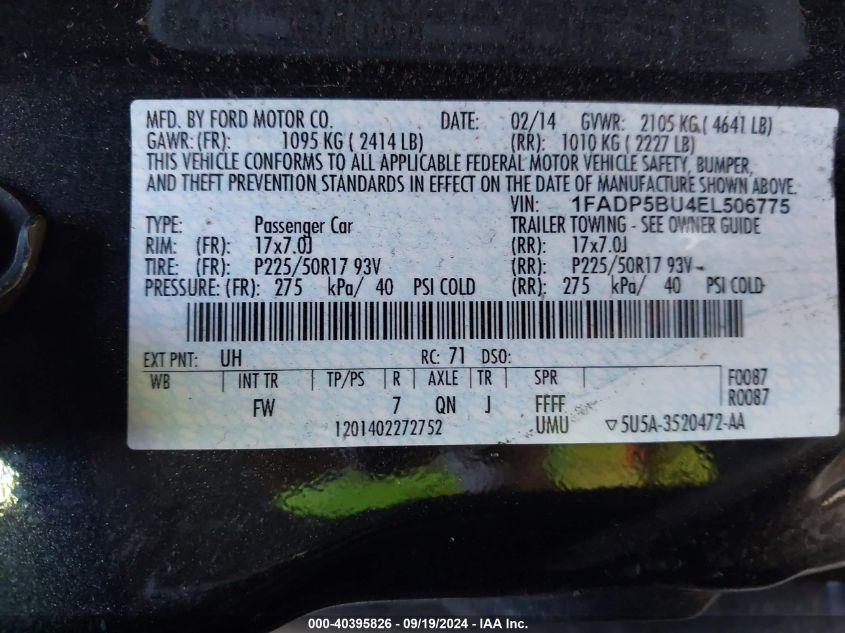 MFD. BY FORD MOTOR CO. DATE: 02/14 GVWR: 2105 KG ( 4641 LB)
GAWR: (FR): 1095 KG ( 2414 LB) (RR): 1010 KG ( 2227 LB)
THIS VEHICLE CONFORMS TO ALL APPLICABLE FEDERAL MOTOR VEHICLE SAFETY, BUMPER,
AND THEFT PREVENTION STANDARDS IN EFFECT ON THE DATE OF MANUFACTURE SHOWN ABOVE.
VIN: 1FADP5BU4EL506775
TYPE: Passenger Car TRAILER TOWING - SEE OWNER GUIDE
RIM: (FR): 17x7.0J (RR): 17x7.0J
TIRE: (FR): P225/50R17 93V (RR): P225/50R17 93V
PRESSURE: (FR): 275 kPa/ 40 PSI COLD (RR): 275 kPa/ 40 PSI COLD
EXT PNT: UH RC: 71 DSO:
WB INT TR TP/PS R AXLE TR SPR F0087
FW 7 QN J FFFF R0087
1201402272752 UMU ▽5U5A-3520472-AA
000-40395826 - 09/19/2024 - IAA Inc.